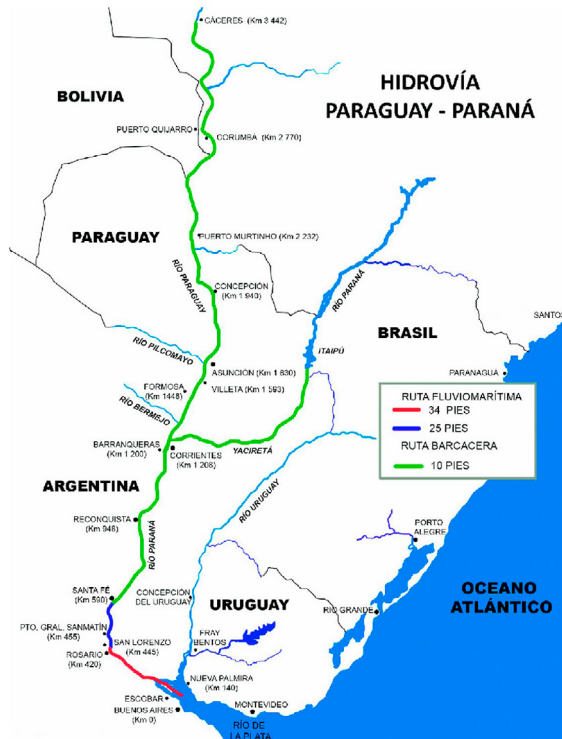 CÁCERES (Km 3 442)
HIDROVÍA
PARAGUAY - PARANÁ
BOLIVIA
PUERTO QUIJARRO
CORUMBÁ (Km 2 770)
PARAGUAY
PUERTO MURTINHO (Km 2 232)
RÍO PARAGUAY
CONCEPCIÓN
(Km 1 940)
RÍO PARANÁ
BRASIL
SANTOS
RÍO PILCOMAYO
ITAIPÚ
PARANAGUA
ASUNCIÓN (Km 1 630)
FORMOSA
(Km 1448)
VILLETA (Km 1 593)
RÍO BERMEJO
RUTA FLUVIOMARÍTIMA
34 PIES
25 PIES
RUTA BARCACERA
10 PIES
BARRANQUERAS
(Km 1 200)
CORRIENTES
(Km 1 208)
YACIRETÁ
ARGENTINA
RÍO URUGUAY
RECONQUISTA
(Km 948)
RÍO PARANÁ
PORTO
ALEGRE
SANTA FÉ
(Km 590)
CONCEPCIÓN
DEL URUGUAY
URUGUAY
RIO GRANDE
OCEANO
ATLÁNTICO
PTO. GRAL. SANMATÍN
(Km 455)
SAN LORENZO
(Km 445)
ROSARIO
(Km 420)
FRAY
BENTOS
NUEVA PALMIRA
(Km 140)
ESCOBAR
BUENOS AIRES
(Km 0)
MONTEVIDEO
RÍO DE
LA PLATA